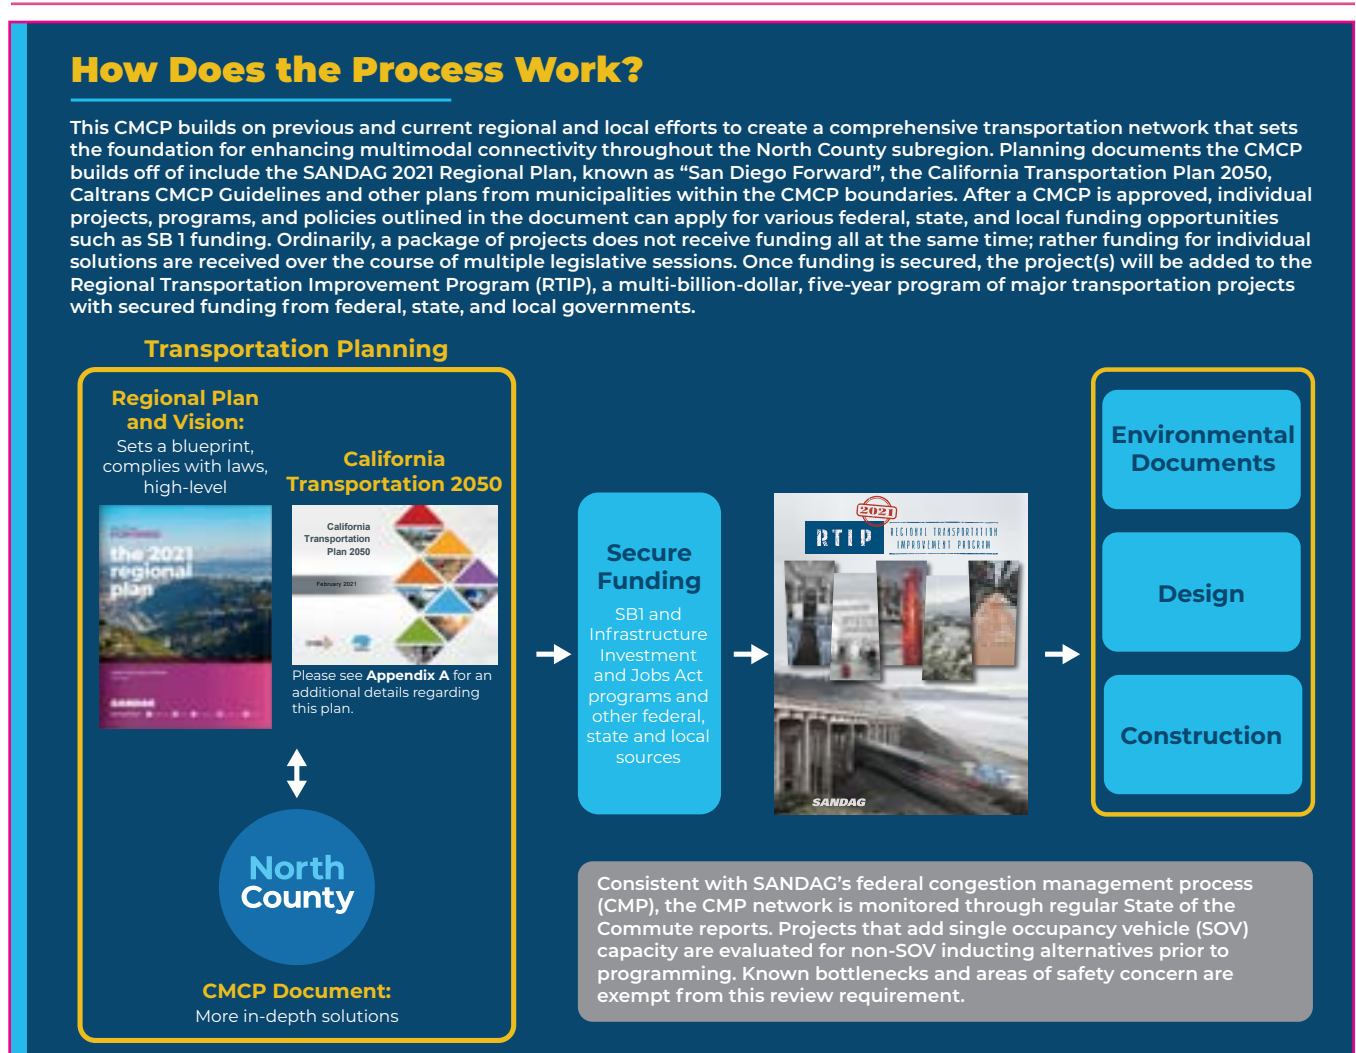 How Does the Process Work?
This CMCP builds on previous and current regional and local efforts to create a comprehensive transportation network that sets
the foundation for enhancing multimodal connectivity throughout the North County subregion. Planning documents the CMCP
builds off of include the SANDAG 2021 Regional Plan, known as “San Diego Forward”, the California Transportation Plan 2050,
Caltrans CMCP Guidelines and other plans from municipalities within the CMCP boundaries. After a CMCP is approved, individual
projects, programs, and policies outlined in the document can apply for various federal, state, and local funding opportunities
such as SB 1 funding. Ordinarily, a package of projects does not receive funding all at the same time; rather funding for individual
solutions are received over the course of multiple legislative sessions. Once funding is secured, the project(s) will be added to the
Regional Transportation Improvement Program (RTIP), a multi-billion-dollar, five-year program of major transportation projects
with secured funding from federal, state, and local governments.
Transportation Planning
Regional Plan
and Vision:
Sets a blueprint,
complies with laws,
high-level
the 2021
regional
plan
SANDAG
California
Transportation 2050
California
Transportation
Plan 2050
February 2021
Please see Appendix A for an
additional details regarding
this plan.
North
County
CMCP Document:
More in-depth solutions
Secure
Funding
SB1 and
Infrastructure
Investment
and Jobs Act
programs and
other federal,
state and local
sources
2021
RTIP
REGIONAL TRANSPORTATION
IMPROVEMENT PROGRAM
SANDAG
Environmental
Documents
Design
Construction
Consistent with SANDAG’s federal congestion management process
(CMP), the CMP network is monitored through regular State of the
Commute reports. Projects that add single occupancy vehicle (SOV)
capacity are evaluated for non-SOV inducting alternatives prior to
programming. Known bottlenecks and areas of safety concern are
exempt from this review requirement.